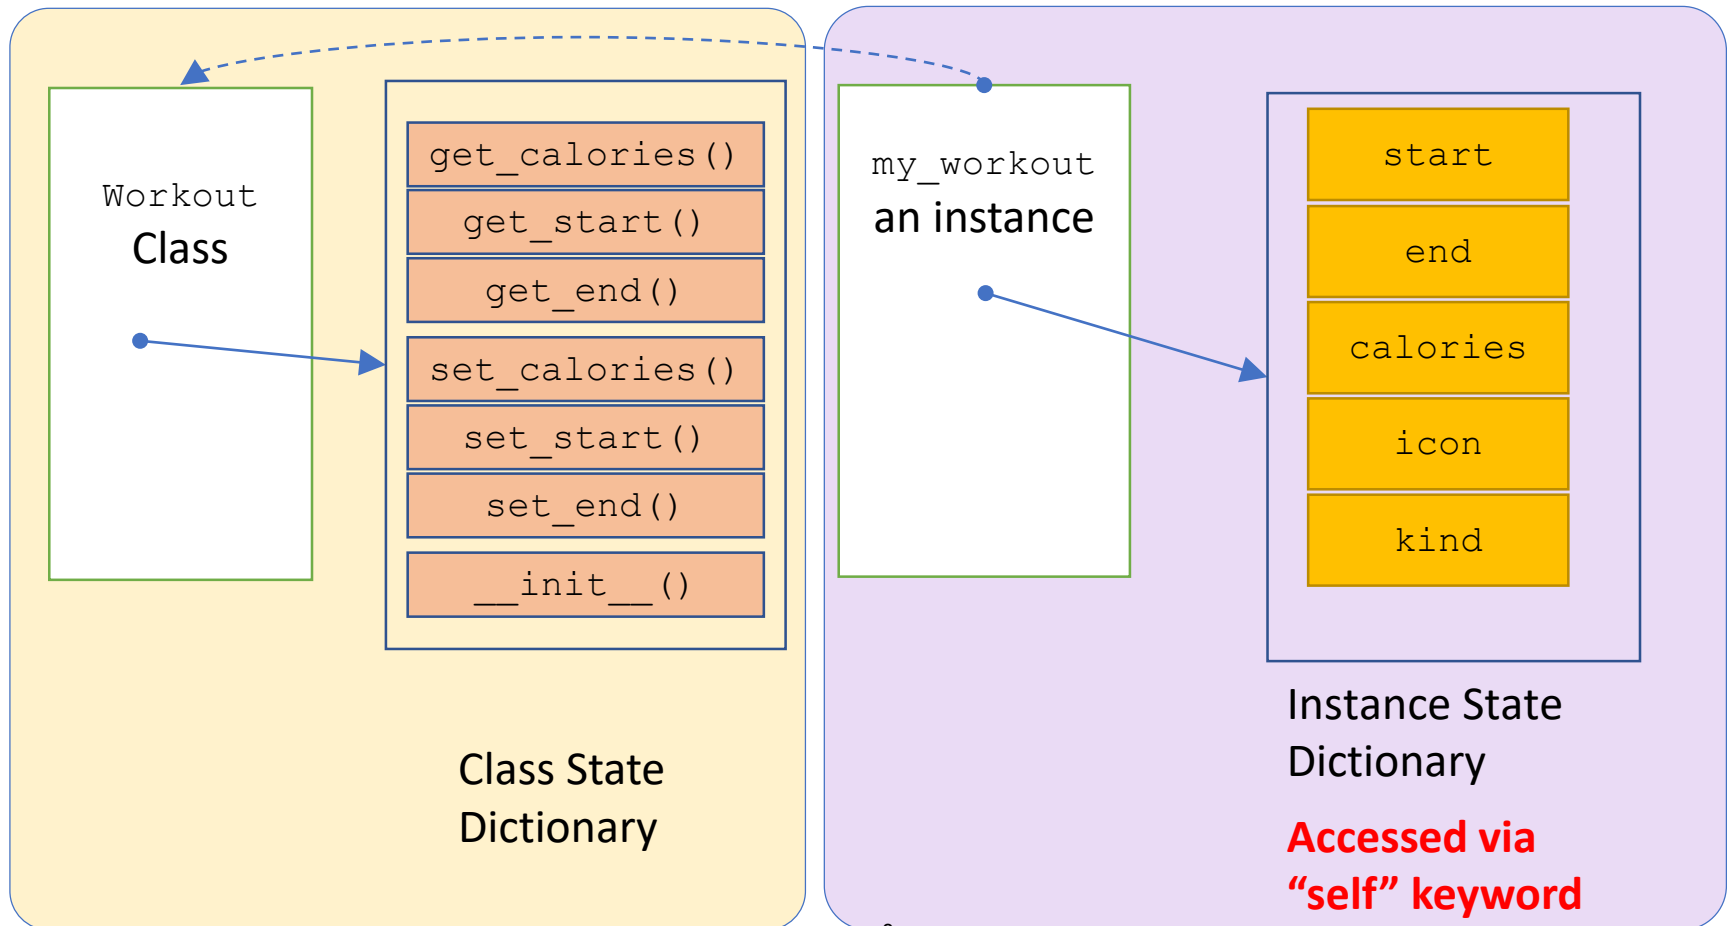 Workout
Class
get_calories()
get_start()
get_end()
set_calories()
set_start()
set_end()
__init__()
Class State
Dictionary
my_workout
an instance
start
end
calories
icon
kind
Instance State
Dictionary
Accessed via
“self” keyword